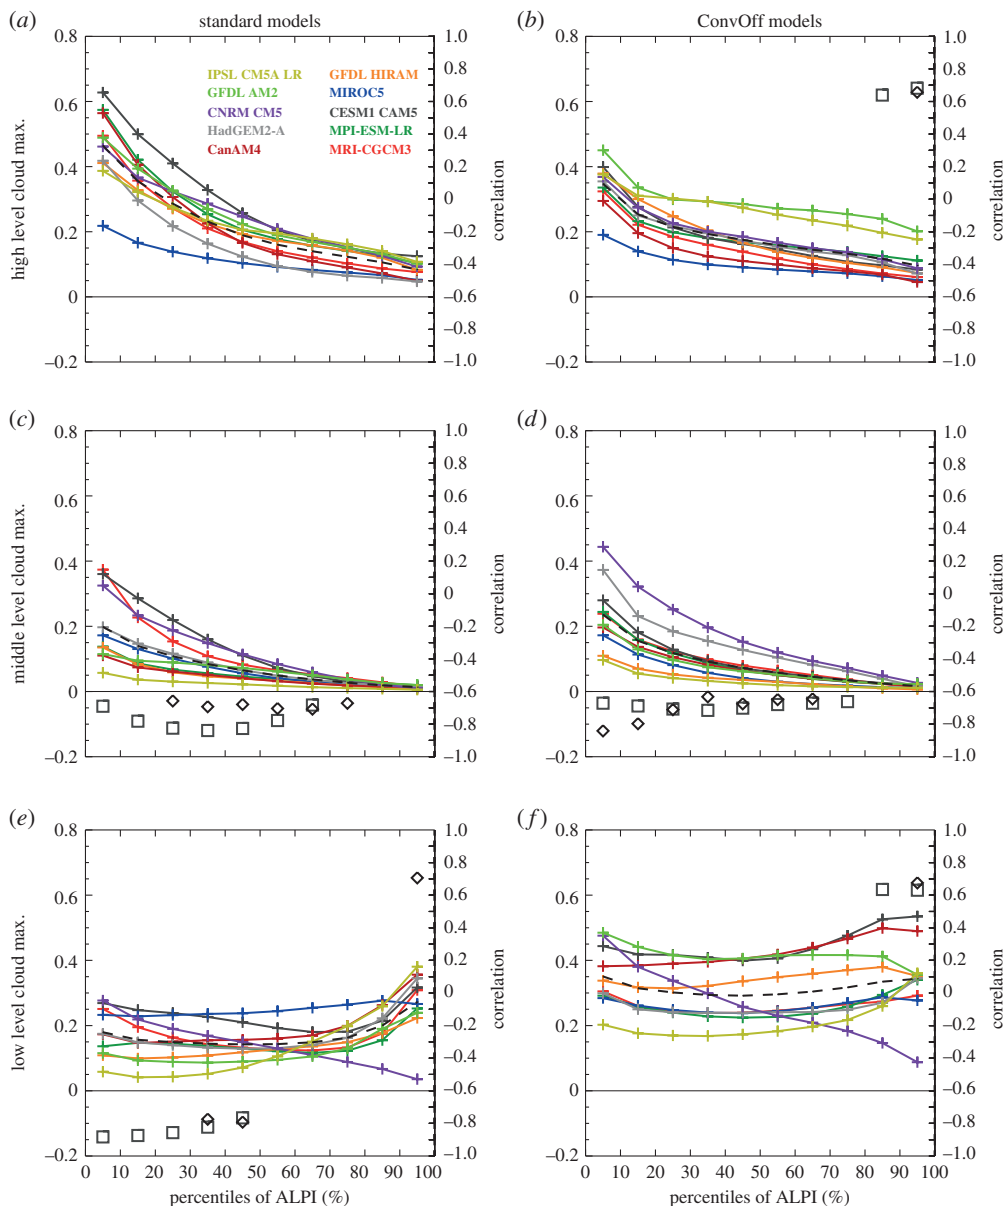 (a) standard models
(b) ConvOff models
0.8 1.0 0.8 1.0
0.8 0.8
0.6 0.6 0.6 0.6
IPSL CM5A LR GFDL HIRAM
GFDL AM2 MIROC5
CNRM CM5 CESM1 CAM5
HadGEM2-A MPI-ESM-LR
CanAM4 MRI-CGCM3
0.4 0.4
0.4 0.2 0.4 0.2
0 0
0.2 −0.2 0.2 −0.2
−0.4 −0.4
0 −0.6 0 −0.6
−0.8 −0.8
−0.2 −1.0 −0.2 −1.0
high level cloud max.
correlation
correlation
(c)
(d)
0.8 1.0 0.8 1.0
0.8 0.8
0.6 0.6 0.6 0.6
0.4 0.4
0.4 0.2 0.4 0.2
0 0
0.2 −0.2 0.2 −0.2
−0.4 −0.4
0 −0.6 0 −0.6
−0.8 −0.8
−0.2 −1.0 −0.2 −1.0
middle level cloud max.
correlation
correlation
(e)
(f)
0.8 1.0 0.8 1.0
0.8 0.8
0.6 0.6 0.6 0.6
0.4 0.4
0.4 0.2 0.4 0.2
0 0
0.2 −0.2 0.2 −0.2
−0.4 −0.4
0 −0.6 0 −0.6
−0.8 −0.8
−0.2 −1.0 −0.2 −1.0
low level cloud max.
correlation
correlation
0 10 20 30 40 50 60 70 80 90 100
0 10 20 30 40 50 60 70 80 90 100
percentiles of ALPI (%)
percentiles of ALPI (%)